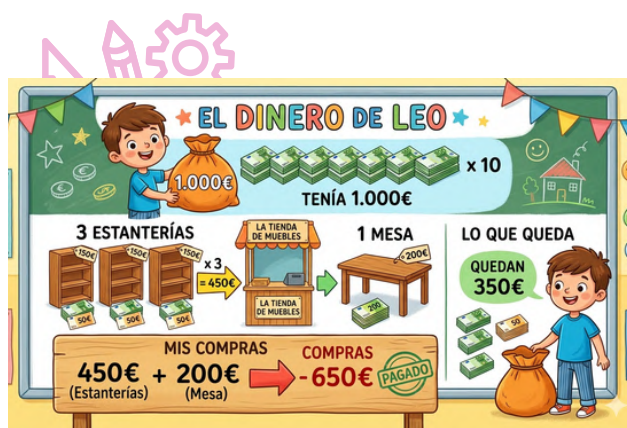 EL DINERO DE LEO
1.000€
x 10
TENÍA 1.000€
3 ESTANTERÍAS
150€
150€
150€
x 3
= 450€
50€
50€
50€
LA TIENDA
DE MUEBLES
LA TIENDA
DE MUEBLES
1 MESA
200€
200
LO QUE QUEDA
QUEDAN
350€
50
MIS COMPRAS
450€ + 200€
(Estanterías) (Mesa)
COMPRAS
-650€
PAGADO